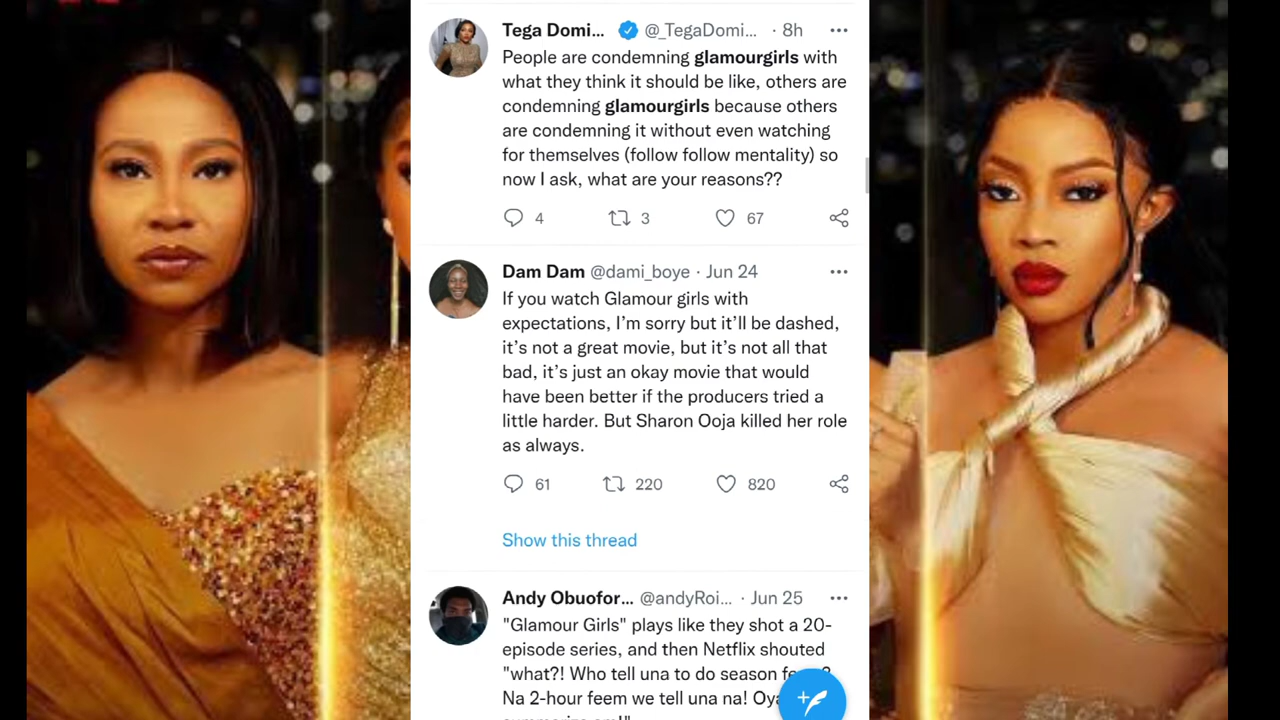 Tega Domi... @_TegaDomi... · 8h
People are condemning glamourgirls with
what they think it should be like, others are
condemning glamourgirls because others
are condemning it without even watching
for themselves (follow follow mentality) so
now I ask, what are your reasons??
4 3 67
Dam Dam @dami_boye · Jun 24
If you watch Glamour girls with
expectations, I'm sorry but it'll be dashed,
it's not a great movie, but it's not all that
bad, it's just an okay movie that would
have been better if the producers tried a
little harder. But Sharon Ooja killed her role
as always.
61 220 820
Show this thread
Andy Obuofor... @andyRoi... · Jun 25
"Glamour Girls" plays like they shot a 20-
episode series, and then Netflix shouted
"what?! Who tell una to do season
Na 2-hour feem we tell una na!